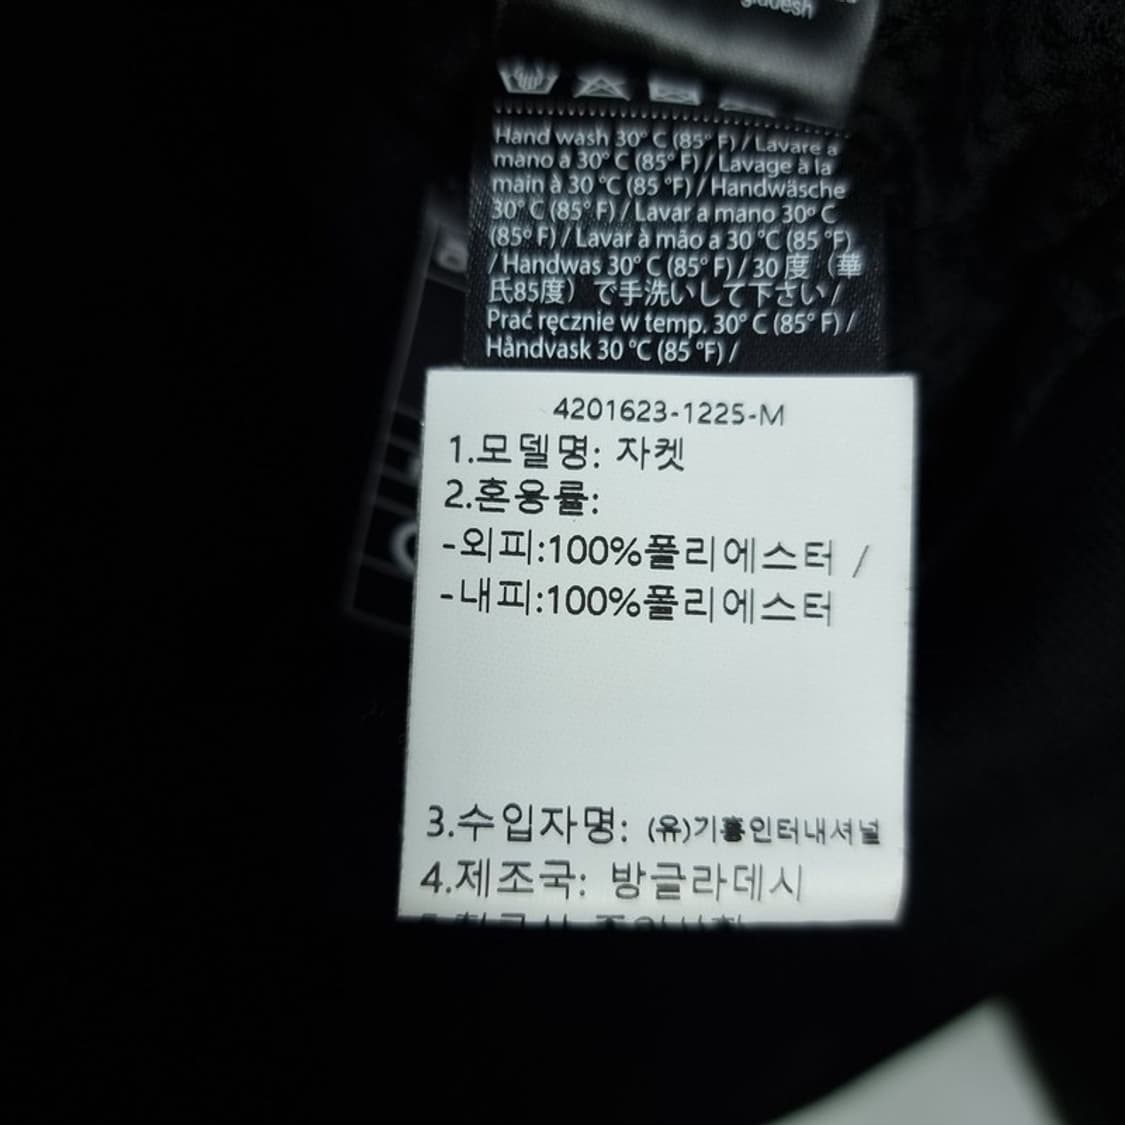 Hand wash 30° C (85° F) / Lavare a
mano a 30° C (85° F) / Lavage à la
main à 30 °C (85 °F) / Handwäsche
30° C (85° F) / Lavar a mano 30º C
(85º F) / Lavar à mão a 30 °C (85 °F)
/ Handwas 30° C (85° F) / 30 度（華
氏85度）で手洗いして下さい /
Prać ręcznie w temp. 30° C (85° F) /
Håndvask 30 °C (85 °F) /
4201623-1225-M
1.모델명: 자켓
2.혼용률:
-외피:100%폴리에스터 /
-내피:100%폴리에스터
3.수입자명: (유)기흥인터내셔널
4.제조국: 방글라데시